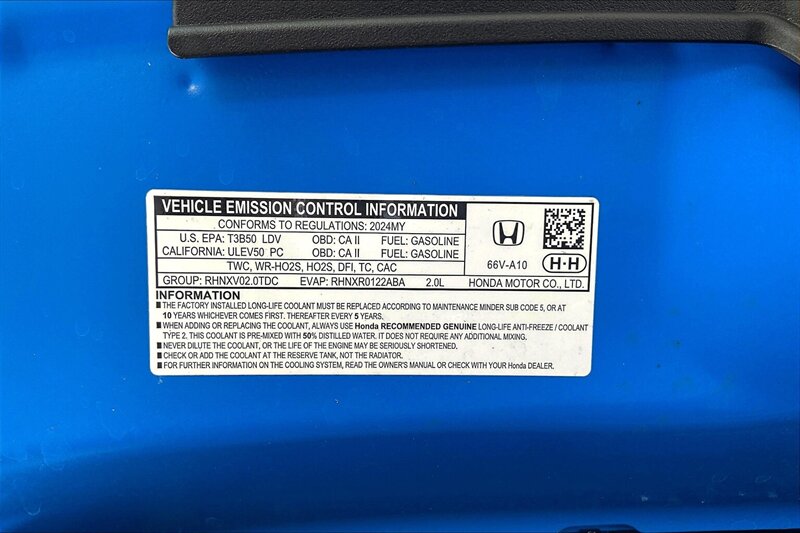 VEHICLE EMISSION CONTROL INFORMATION
CONFORMS TO REGULATIONS: 2024MY
U.S. EPA: T3B50 LDV OBD: CA II FUEL: GASOLINE
CALIFORNIA: ULEV50 PC OBD: CA II FUEL: GASOLINE
TWC, WR-HO2S, HO2S, DFI, TC, CAC
66V-A10 H·H
GROUP: RHNXV02.0TDC EVAP: RHNXR0122ABA 2.0L HONDA MOTOR CO., LTD.
INFORMATION
■ THE FACTORY INSTALLED LONG-LIFE COOLANT MUST BE REPLACED ACCORDING TO MAINTENANCE MINDER SUB CODE 5, OR AT
10 YEARS WHICHEVER COMES FIRST. THEREAFTER EVERY 5 YEARS.
■ WHEN ADDING OR REPLACING THE COOLANT, ALWAYS USE Honda RECOMMENDED GENUINE LONG-LIFE ANTI-FREEZE / COOLANT
TYPE 2. THIS COOLANT IS PRE-MIXED WITH 50% DISTILLED WATER. IT DOES NOT REQUIRE ANY ADDITIONAL MIXING.
■ NEVER DILUTE THE COOLANT, OR THE LIFE OF THE ENGINE MAY BE SERIOUSLY SHORTENED.
■ CHECK OR ADD THE COOLANT AT THE RESERVE TANK, NOT THE RADIATOR.
■ FOR FURTHER INFORMATION ON THE COOLING SYSTEM, READ THE OWNER'S MANUAL OR CHECK WITH YOUR Honda DEALER.